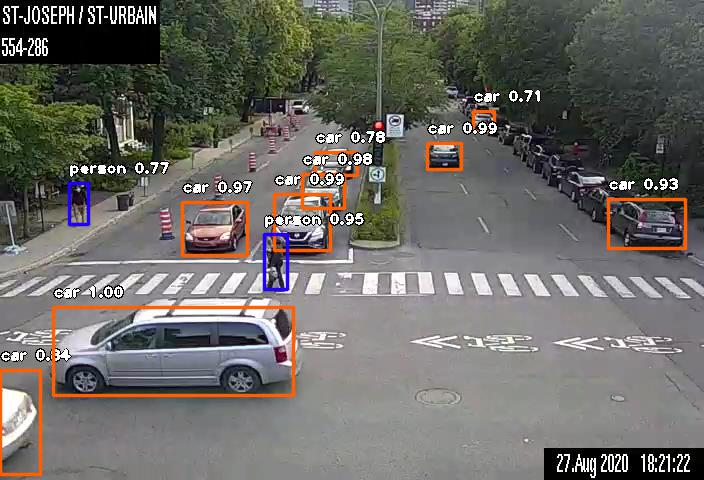 ST-JOSEPH / ST-URBAIN
554-286
car 0.71
car 0.99
car 0.78
car 0.98
person 0.77
car 0.97
car 0.99
car 0.93
person 0.95
car 1.00
car 0.84
27.Aug 2020 18:21:22